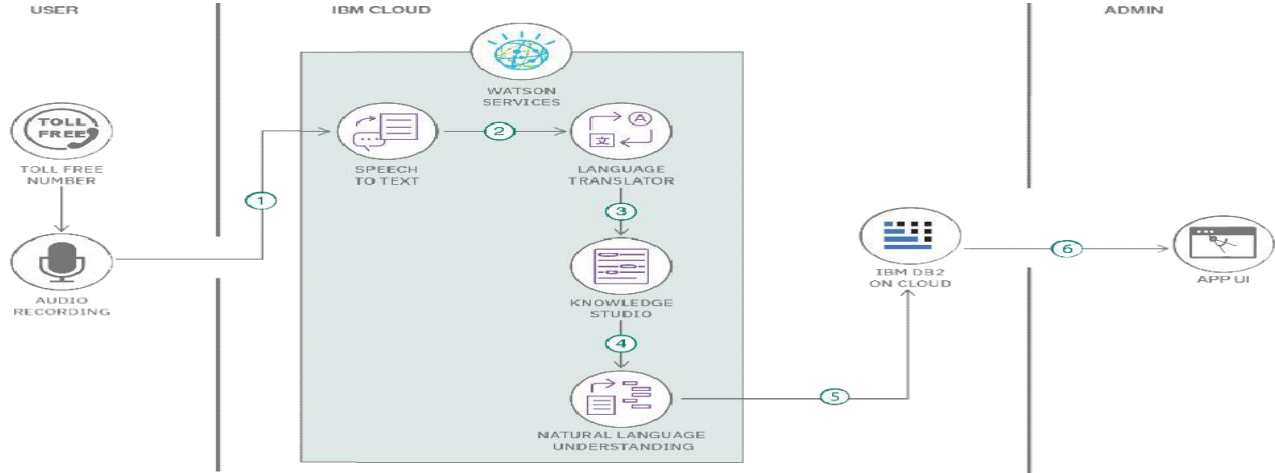 USER
IBM CLOUD
ADMIN
WATSON
SERVICES
TOLL
FREE
TOLL FREE
NUMBER
SPEECH
TO TEXT
2
A
文
LANGUAGE
TRANSLATOR
1
3
AUDIO
RECORDING
KNOWLEDGE
STUDIO
4
NATURAL LANGUAGE
UNDERSTANDING
5
IBM DB2
ON CLOUD
6
APP UI